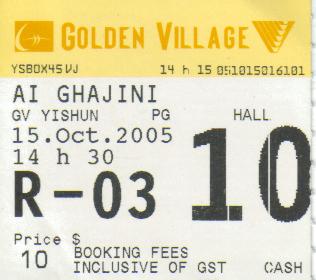 GOLDEN VILLAGE
YSBOX45VJ 14 h 15 051015016101
AI GHAJINI
GV YISHUN PG HALL
15.Oct.2005
14 h 30
R-03 10
Price $
10 BOOKING FEES
INCLUSIVE OF GST CASH